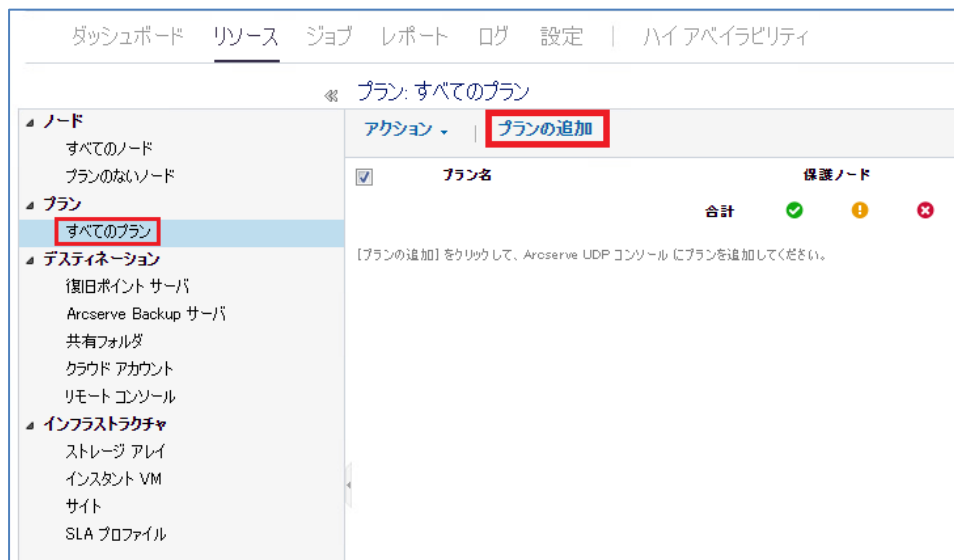 ダッシュボード リソース ジョブ レポート ログ 設定 | ハイ アベイラビリティ
プラン: すべてのプラン
ノード
すべてのノード
プランのないノード
プラン
すべてのプラン
デスティネーション
復旧ポイント サーバ
Arcserve Backup サーバ
共有フォルダ
クラウド アカウント
リモート コンソール
インフラストラクチャ
ストレージ アレイ
インスタント VM
サイト
SLA プロファイル
アクション | プランの追加
プラン名 保護ノード
合計
[プランの追加] をクリックして、Arcserve UDP コンソール にプランを追加してください。